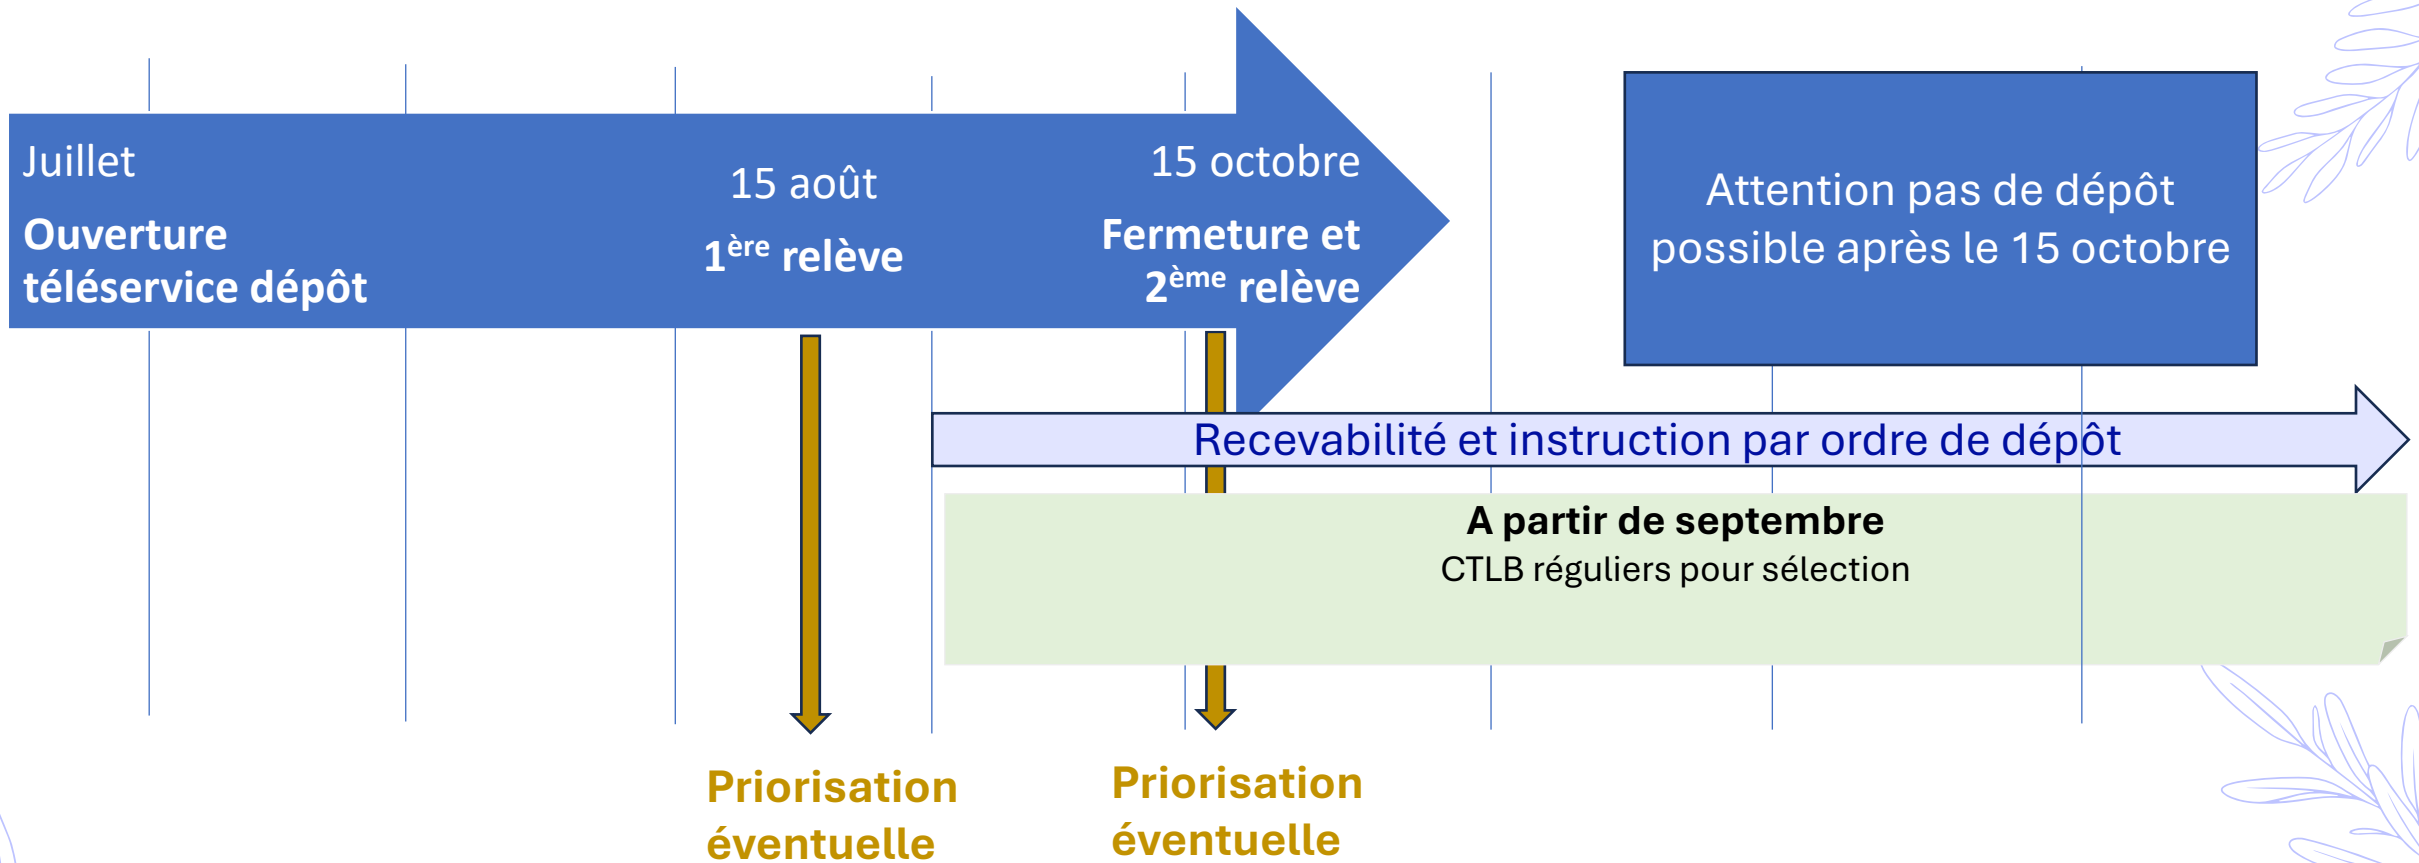 Juillet
Ouverture
téléservice dépôt
15 août
1ère relève
15 octobre
Fermeture et
2ème relève
Attention pas de dépôt
possible après le 15 octobre
Recevabilité et instruction par ordre de dépôt
A partir de septembre
CTLB réguliers pour sélection
Priorisation
éventuelle
Priorisation
éventuelle